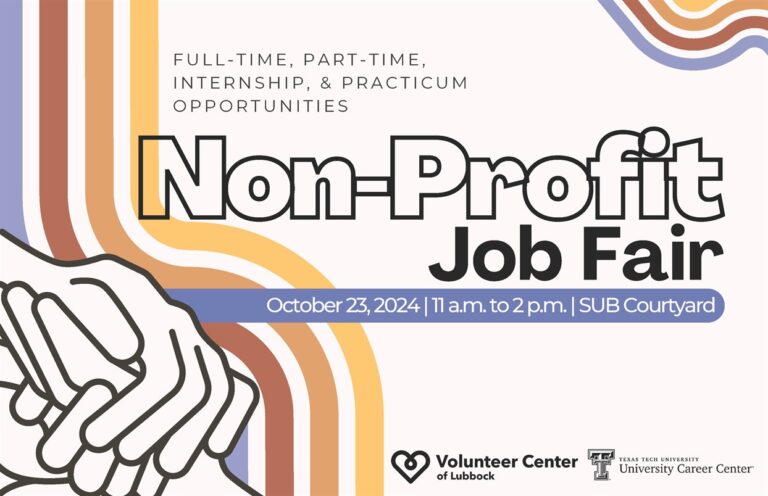 FULL-TIME, PART-TIME,
INTERNSHIP, & PRACTICUM
OPPORTUNITIES
Non-Profit
Job Fair
October 23, 2024 | 11 a.m. to 2 p.m. | SUB Courtyard
Volunteer Center
of Lubbock
TEXAS TECH UNIVERSITY
University Career Center